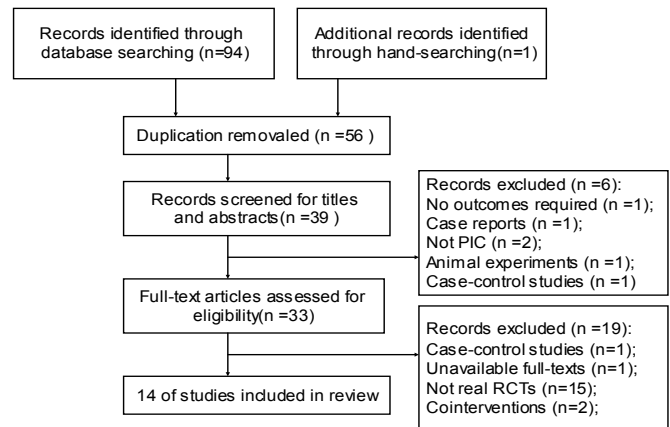 Records identified through
database searching (n=94)
Additional records identified
through hand-searching(n=1)
Duplication removaled (n =56 )
Records screened for titles
and abstracts(n =39 )
Records excluded (n =6):
No outcomes required (n =1);
Case reports (n =1);
Not PIC (n =2);
Animal experiments (n =1);
Case-control studies (n =1)
Full-text articles assessed for
eligibility(n =33)
Records excluded (n =19):
Case-control studies (n=1);
Unavailable full-texts (n=1);
Not real RCTs (n=15);
Cointerventions (n=2);
14 of studies included in review